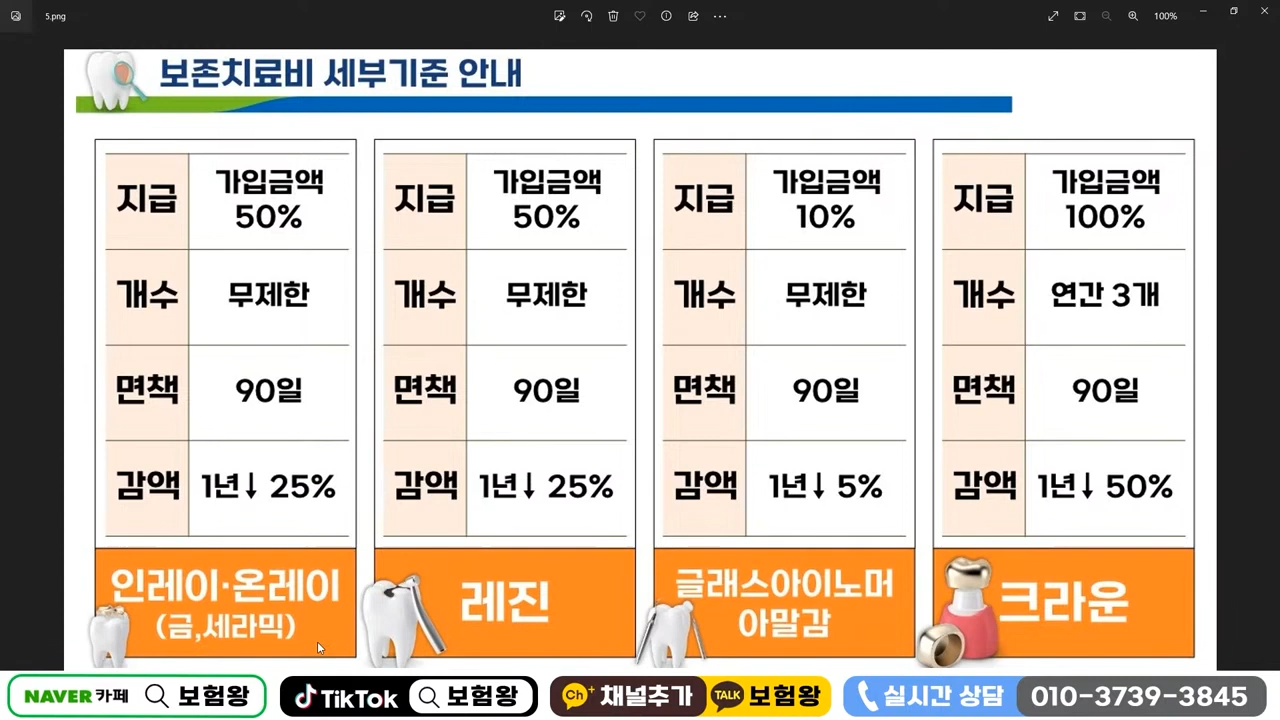 5.png
100%
보존치료비 세부기준 안내
지급
가입금액
50%
개수
무제한
면책
90일
감액
1년↓ 25%
인레이·온레이
(금,세라믹)
지급
가입금액
50%
개수
무제한
면책
90일
감액
1년↓ 25%
레진
지급
가입금액
10%
개수
무제한
면책
90일
감액
1년↓ 5%
글래스아이노머
아말감
지급
가입금액
100%
개수
연간 3개
면책
90일
감액
1년↓ 50%
크라운
NAVER 카페 보험왕
TikTok 보험왕
Ch+ 채널추가 TALK 보험왕
실시간 상담 010-3739-3845